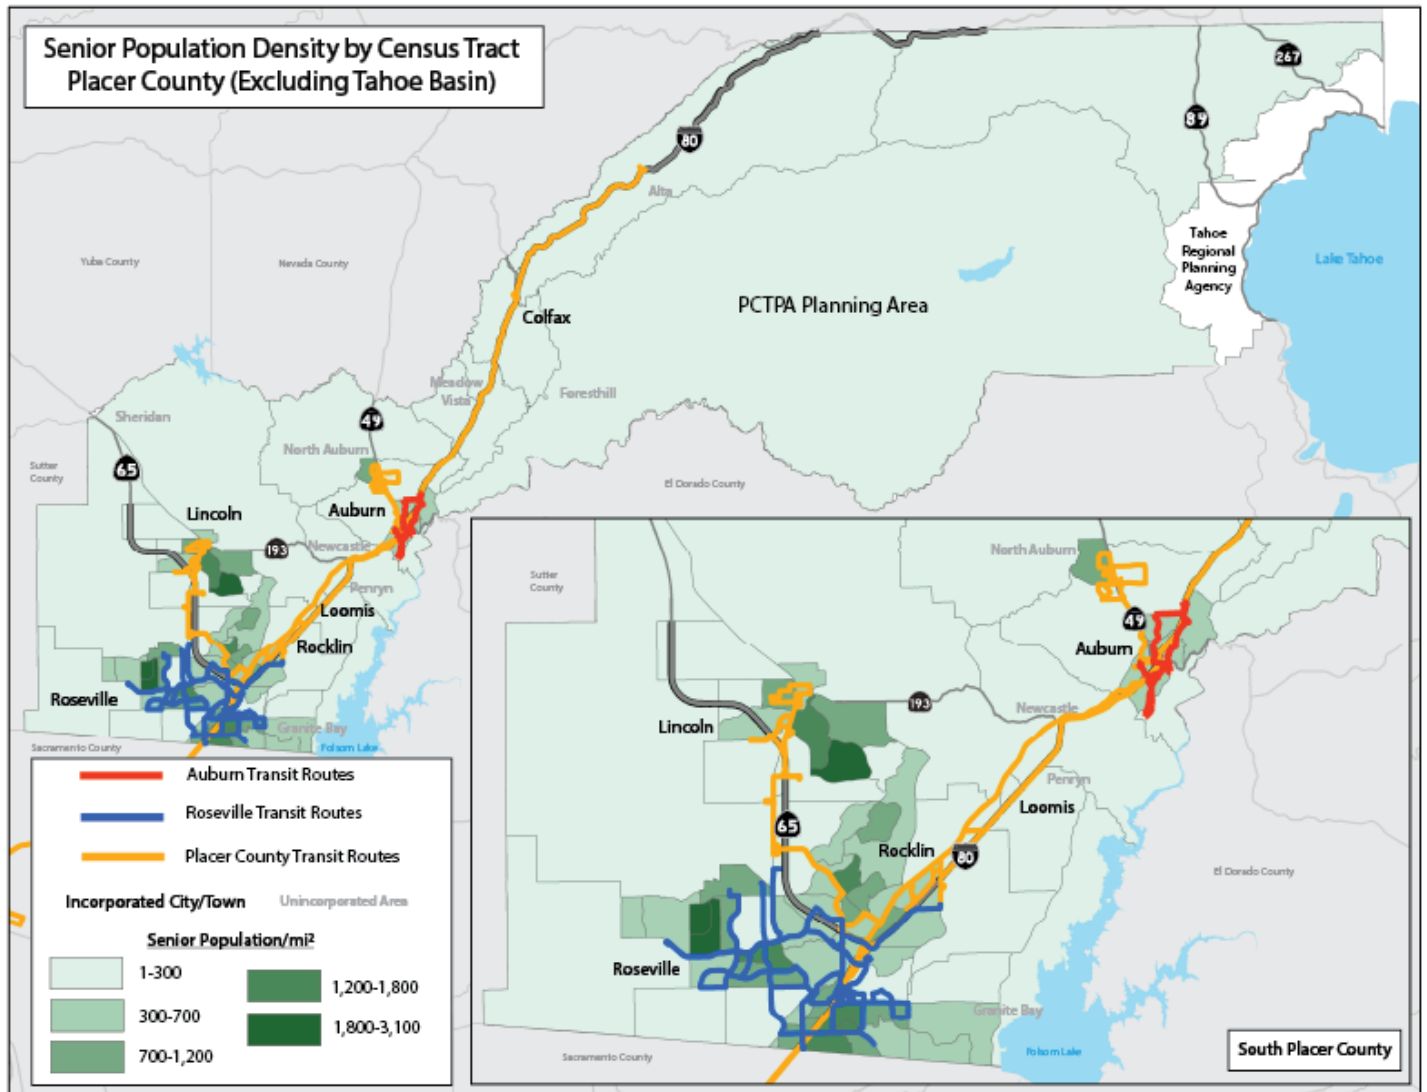 Senior Population Density by Census Tract
Placer County (Excluding Tahoe Basin)
267
89
80
Alta
Tahoe
Regional
Planning
Agency
Lake Tahoe
Yuba County
Nevada County
PCTPA Planning Area
Colfax
Meadow
Vista
Foresthill
Sheridan
49
North Auburn
65
Sutter
County
El Dorado County
Lincoln
Auburn
193
Newcastle
Penryn
Loomis
Rocklin
Roseville
Granite Bay
Sacramento County
Folsom Lake
Auburn Transit Routes
Roseville Transit Routes
Placer County Transit Routes
Incorporated City/Town
Unincorporated Area
Senior Population/mi²
1-300
300-700
700-1,200
1,200-1,800
1,800-3,100
North Auburn
Sutter
County
49
Auburn
193
Newcastle
Lincoln
Penryn
Loomis
65
Rocklin
80
El Dorado County
Roseville
Granite Bay
Sacramento County
Folsom Lake
South Placer County